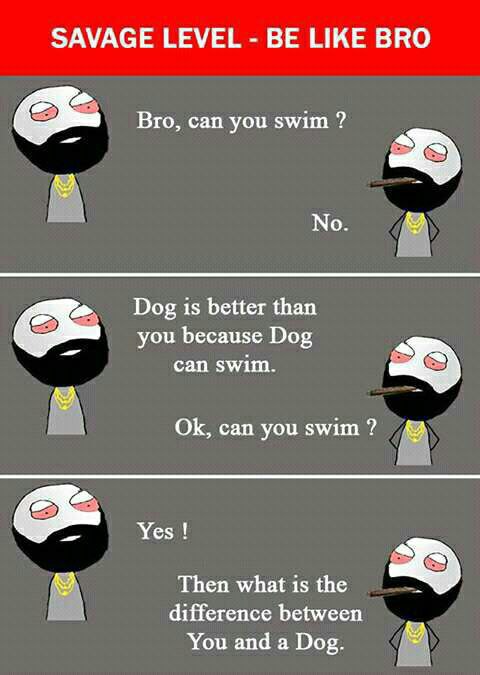 SAVAGE LEVEL - BE LIKE BRO
Bro, can you swim ?
No.
Dog is better than
you because Dog
can swim.
Ok, can you swim ?
Yes !
Then what is the
difference between
You and a Dog.